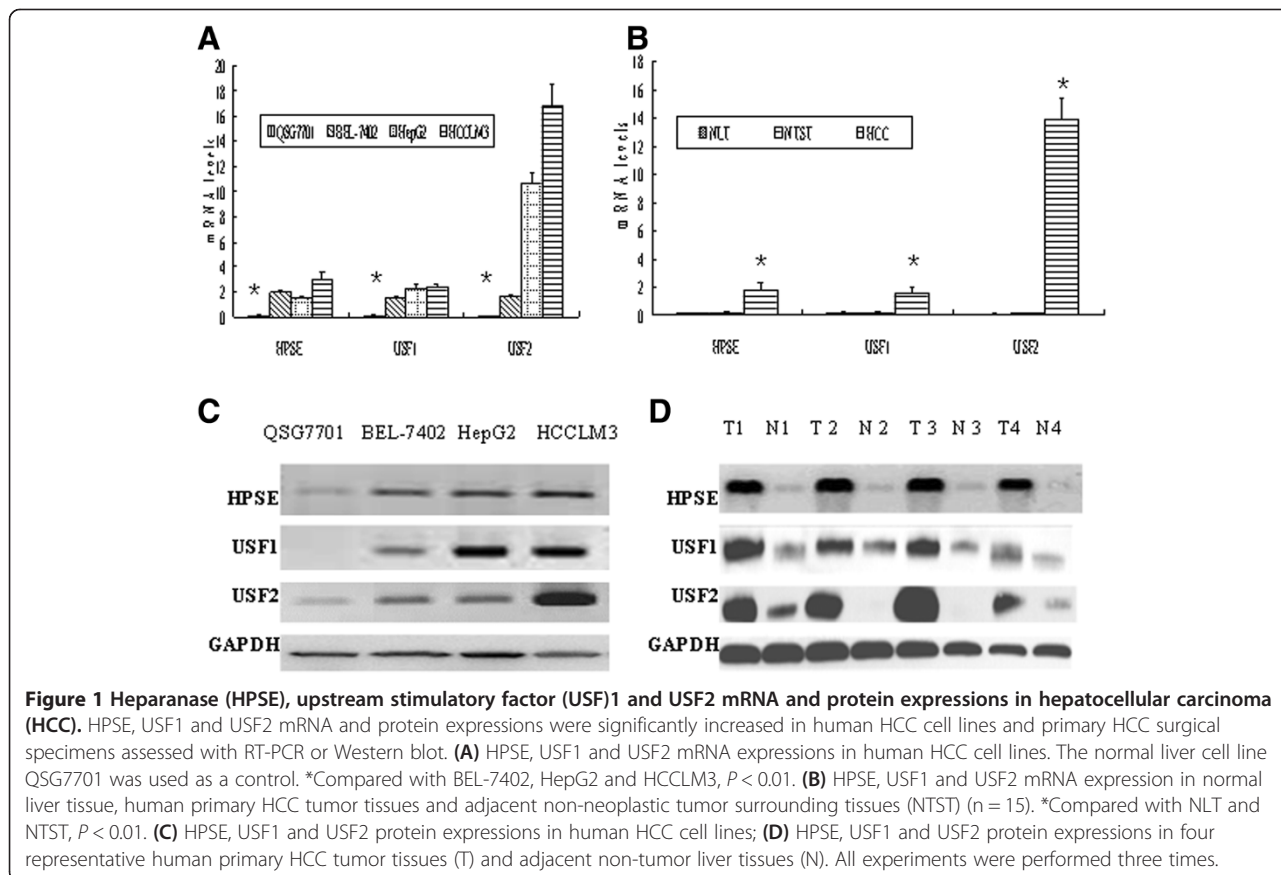 A
20
18
16
14
12
10
8
6
4
2
0
mRNA levels
QSG7701 BEL-7402 HepG2 HCCLM3
* * *
HPSE USF1 USF2
B
18
16
14
12
10
8
6
4
2
0
mRNA levels
NLT NTST HCC
* * *
HPSE USF1 USF2
C
QSG7701 BEL-7402 HepG2 HCCLM3
HPSE
USF1
USF2
GAPDH
D
T1 N1 T 2 N 2 T 3 N 3 T4 N4
HPSE
USF1
USF2
GAPDH
Figure 1 Heparanase (HPSE), upstream stimulatory factor (USF)1 and USF2 mRNA and protein expressions in hepatocellular carcinoma
(HCC). HPSE, USF1 and USF2 mRNA and protein expressions were significantly increased in human HCC cell lines and primary HCC surgical
specimens assessed with RT-PCR or Western blot. (A) HPSE, USF1 and USF2 mRNA expressions in human HCC cell lines. The normal liver cell line
QSG7701 was used as a control. *Compared with BEL-7402, HepG2 and HCCLM3, P < 0.01. (B) HPSE, USF1 and USF2 mRNA expression in normal
liver tissue, human primary HCC tumor tissues and adjacent non-neoplastic tumor surrounding tissues (NTST) (n = 15). *Compared with NLT and
NTST, P < 0.01. (C) HPSE, USF1 and USF2 protein expressions in human HCC cell lines; (D) HPSE, USF1 and USF2 protein expressions in four
representative human primary HCC tumor tissues (T) and adjacent non-tumor liver tissues (N). All experiments were performed three times.